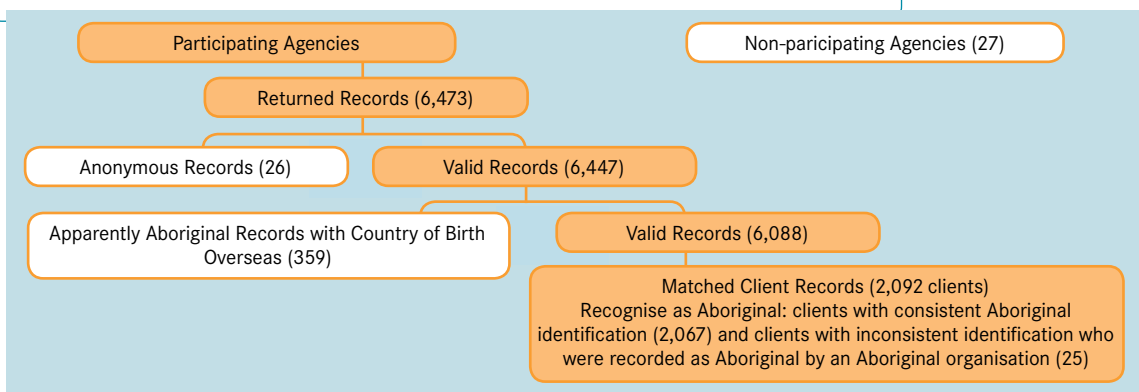 Participating Agencies
Non-paricipating Agencies (27)
Returned Records (6,473)
Anonymous Records (26)
Valid Records (6,447)
Apparently Aboriginal Records with Country of Birth
Overseas (359)
Valid Records (6,088)
Matched Client Records (2,092 clients)
Recognise as Aboriginal: clients with consistent Aboriginal
identification (2,067) and clients with inconsistent identification who
were recorded as Aboriginal by an Aboriginal organisation (25)